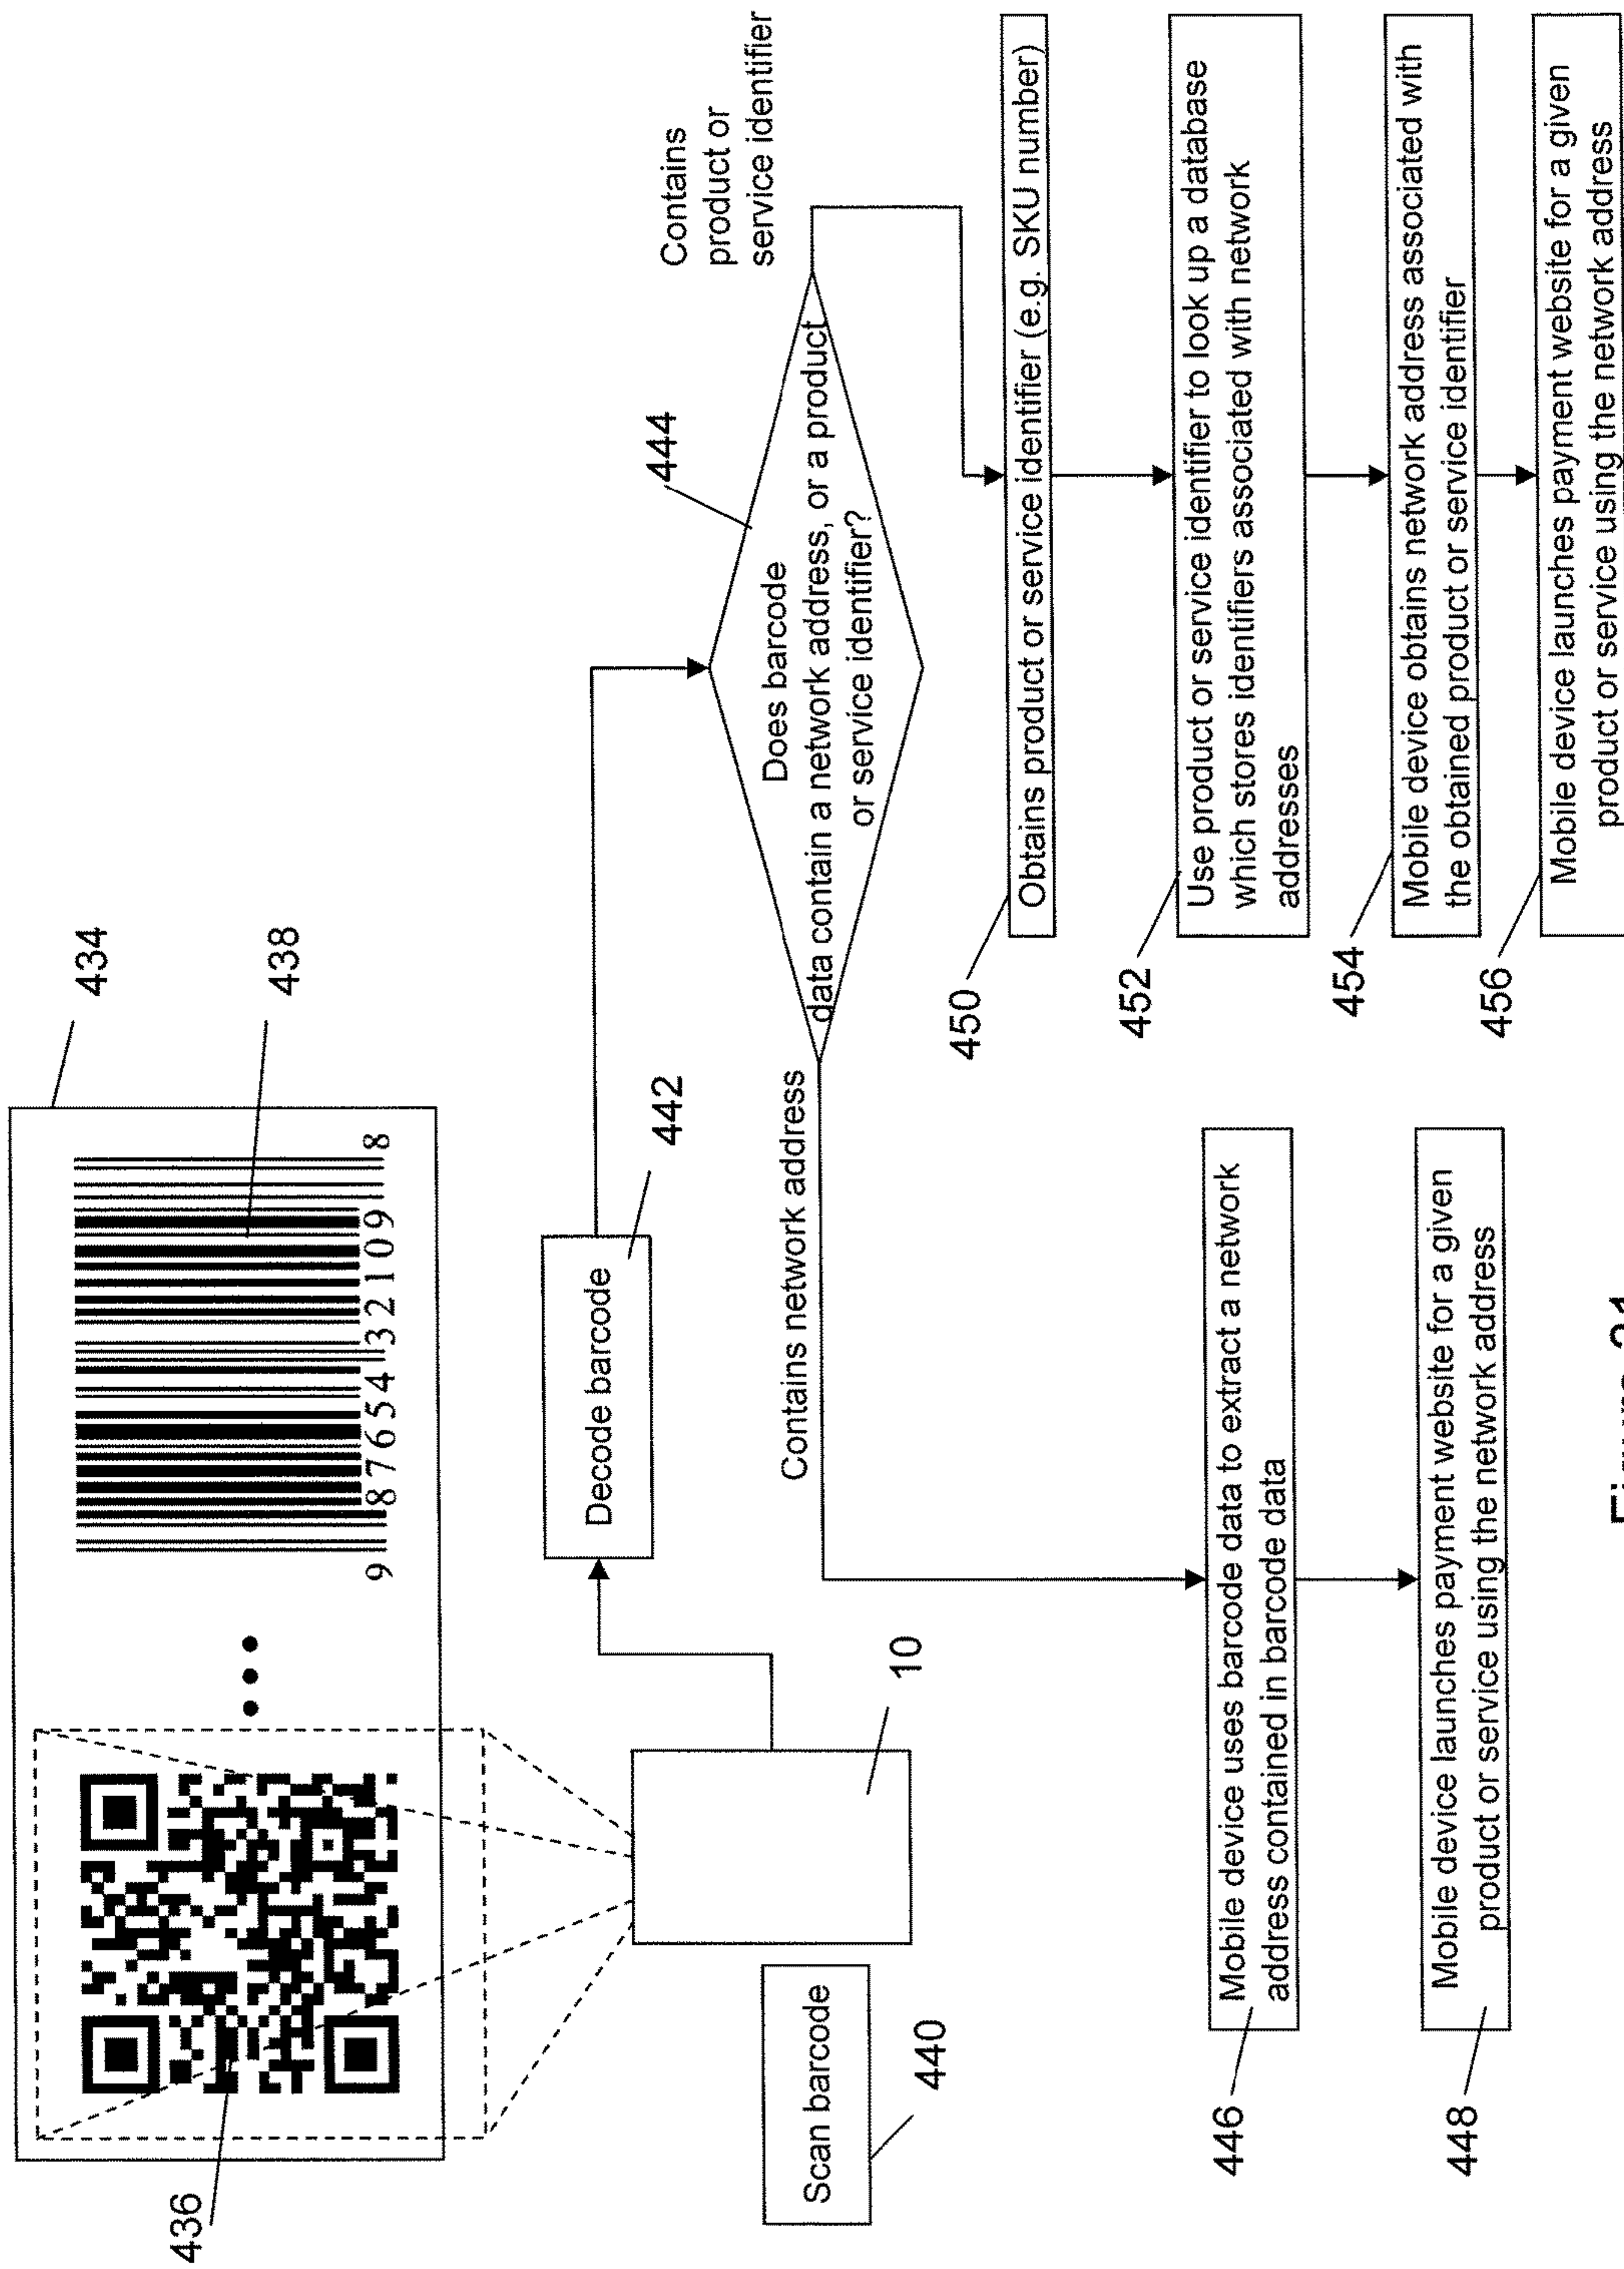 434
436
438
9 876543 2109 8
Scan barcode
440
10
Decode barcode
442
444
Does barcode
data contain a network address, or a product
or service identifier?
Contains network address
Contains
product or
service identifier
Mobile device uses barcode data to extract a network
address contained in barcode data
446
Mobile device launches payment website for a given
product or service using the network address
448
450
Obtains product or service identifier (e.g. SKU number)
452
Use product or service identifier to look up a database
which stores identifiers associated with network
addresses
454
Mobile device obtains network address associated with
the obtained product or service identifier
456
Mobile device launches payment website for a given
product or service using the network address